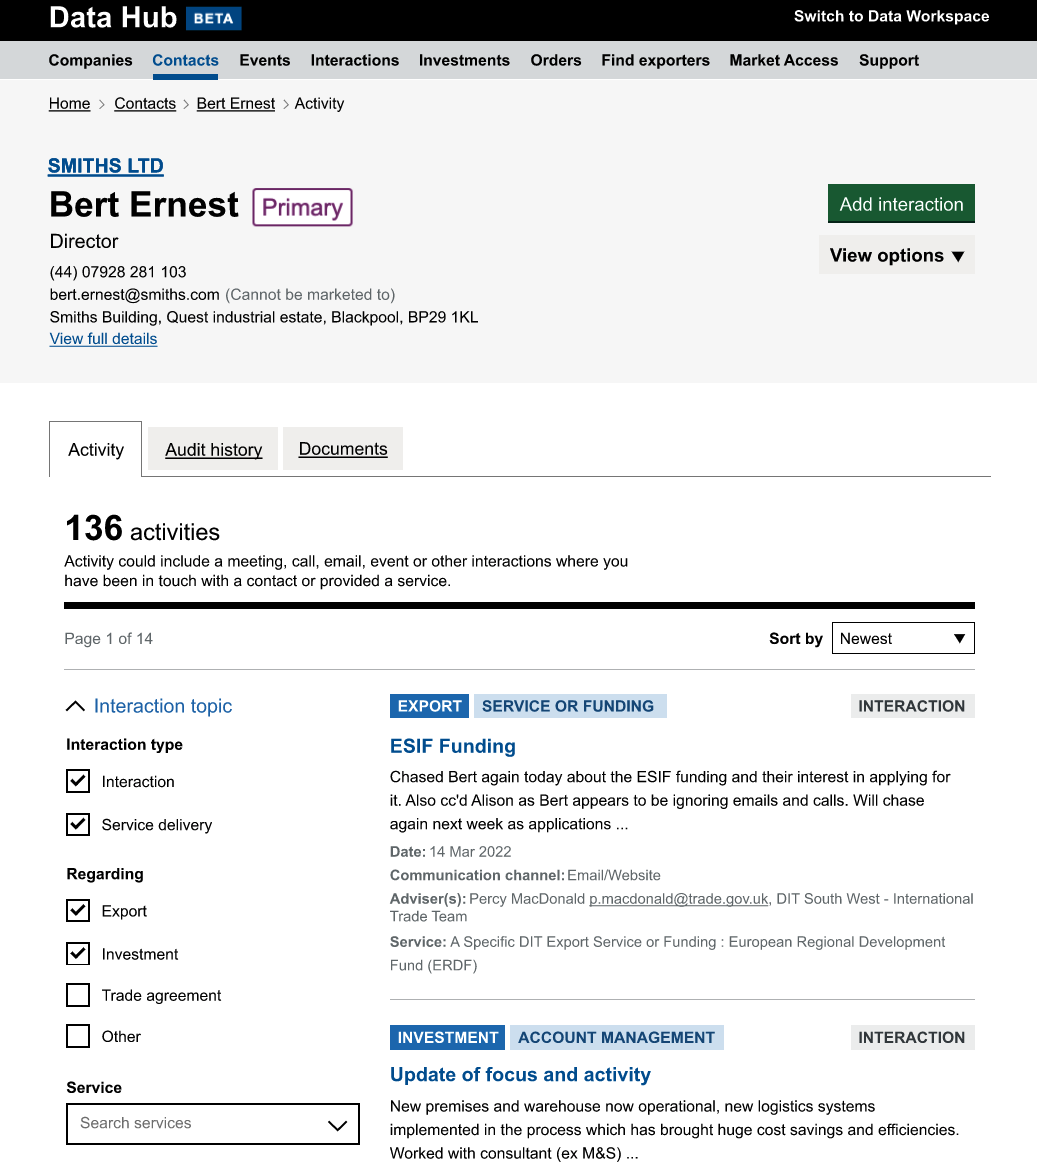 Data Hub BETA Switch to Data Workspace
Companies Contacts Events Interactions Investments Orders Find exporters Market Access Support
Home > Contacts > Bert Ernest > Activity
SMITHS LTD
Bert Ernest Primary
Add interaction
Director
View options ▼
(44) 07928 281 103
bert.ernest@smiths.com (Cannot be marketed to)
Smiths Building, Quest industrial estate, Blackpool, BP29 1KL
View full details
Activity Audit history Documents
136 activities
Activity could include a meeting, call, email, event or other interactions where you
have been in touch with a contact or provided a service.
Page 1 of 14
Sort by Newest
Interaction topic
Interaction type
Interaction
Service delivery
Regarding
Export
Investment
Trade agreement
Other
Service
Search services
EXPORT SERVICE OR FUNDING INTERACTION
ESIF Funding
Chased Bert again today about the ESIF funding and their interest in applying for
it. Also cc'd Alison as Bert appears to be ignoring emails and calls. Will chase
again next week as applications ...
Date: 14 Mar 2022
Communication channel: Email/Website
Adviser(s): Percy MacDonald p.macdonald@trade.gov.uk, DIT South West - International
Trade Team
Service: A Specific DIT Export Service or Funding : European Regional Development
Fund (ERDF)
INVESTMENT ACCOUNT MANAGEMENT INTERACTION
Update of focus and activity
New premises and warehouse now operational, new logistics systems
implemented in the process which has brought huge cost savings and efficiencies.
Worked with consultant (ex M&S) ...